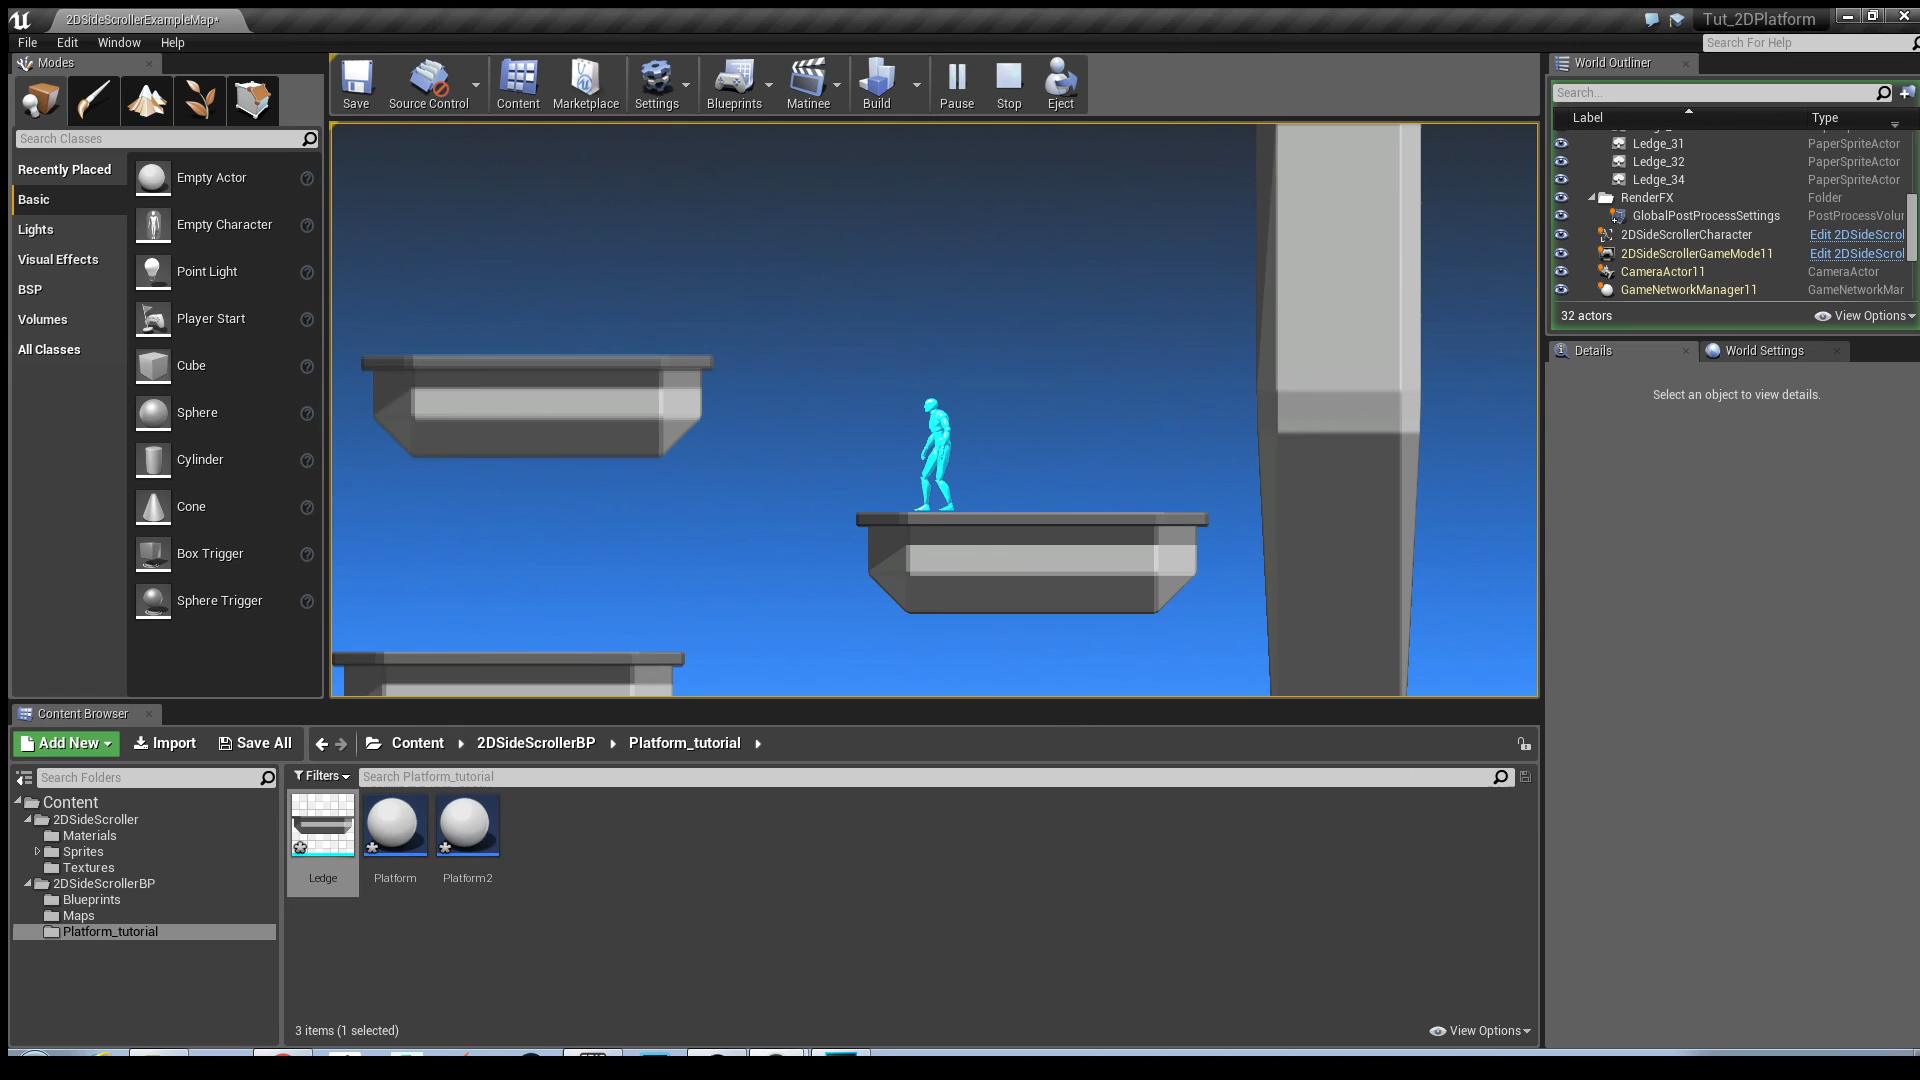 2DSideScrollerExampleMap*
Tut_2DPlatform
File Edit Window Help
Search For Help
Modes
Save
Source Control
Content
Marketplace
Settings
Blueprints
Matinee
Build
Pause
Stop
Eject
World Outliner
Search...
Label Type
Ledge_31 PaperSpriteActor
Ledge_32 PaperSpriteActor
Ledge_34 PaperSpriteActor
RenderFX Folder
GlobalPostProcessSettings PostProcessVolur
2DSideScrollerCharacter Edit 2DSideScrol
2DSideScrollerGameMode11 Edit 2DSideScrol
CameraActor11 CameraActor
GameNetworkManager11 GameNetworkMar
32 actors
View Options
Details
World Settings
Select an object to view details.
Search Classes
Recently Placed
Basic
Lights
Visual Effects
BSP
Volumes
All Classes
Empty Actor
Empty Character
Point Light
Player Start
Cube
Sphere
Cylinder
Cone
Box Trigger
Sphere Trigger
Content Browser
Add New
Import
Save All
Content
2DSideScrollerBP
Platform_tutorial
Search Folders
Filters
Search Platform_tutorial
Content
2DSideScroller
Materials
Sprites
Textures
2DSideScrollerBP
Blueprints
Maps
Platform_tutorial
Ledge
Platform
Platform2
3 items (1 selected)
View Options